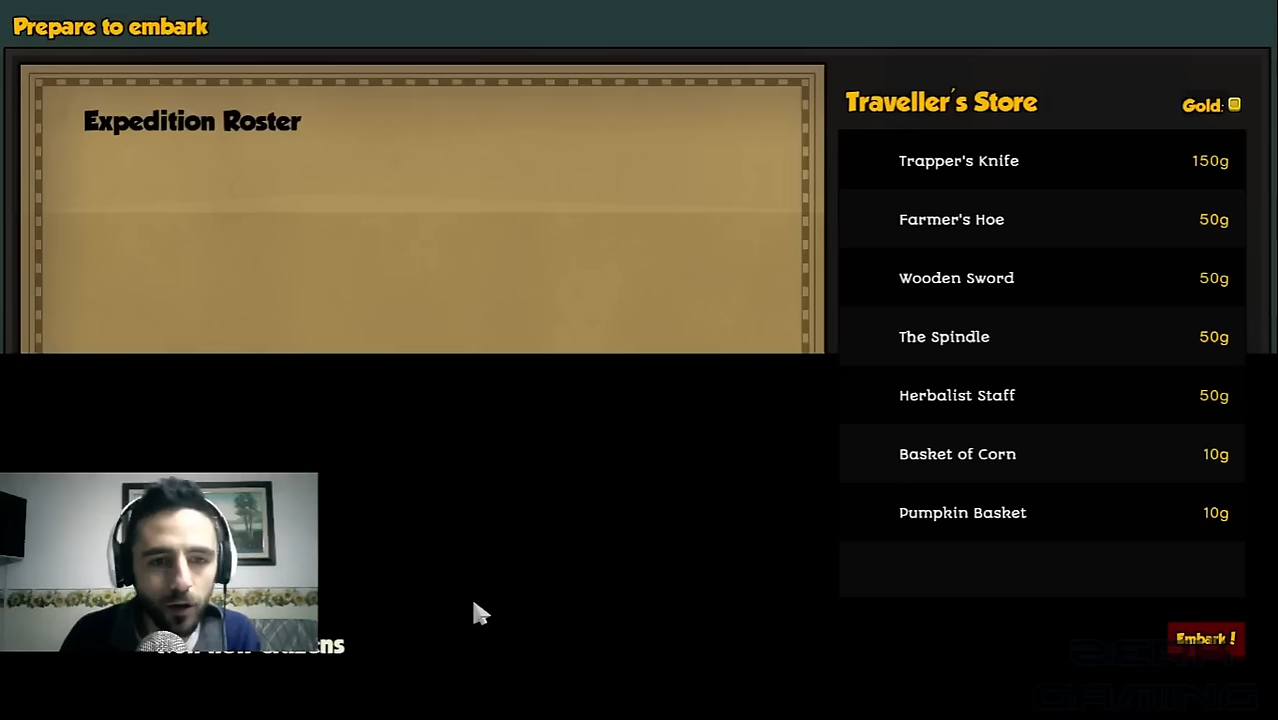 Prepare to embark
Expedition Roster
Traveller's Store
Gold:
Trapper's Knife 150g
Farmer's Hoe 50g
Wooden Sword 50g
The Spindle 50g
Herbalist Staff 50g
Basket of Corn 10g
Pumpkin Basket 10g
Embark!
GAMING